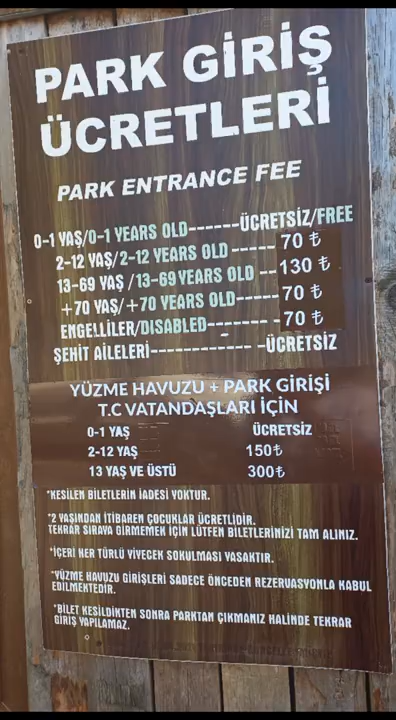 PARK GİRİŞ
ÜCRETLERİ
PARK ENTRANCE FEE
0-1 YAŞ/0-1 YEARS OLD------ÜCRETSİZ/FREE
2-12 YAŞ/2-12 YEARS OLD ----- 70 ₺
13-69 YAŞ /13-69 YEARS OLD --130 ₺
+70 YAŞ/+70 YEARS OLD----- 70 ₺
ENGELLİLER/DISABLED-------- -70 ₺
ŞEHİT AİLELERİ------------ -ÜCRETSİZ
YÜZME HAVUZU + PARK GİRİŞİ
T.C VATANDAŞLARI İÇİN
0-1 YAŞ ÜCRETSİZ
2-12 YAŞ 150₺
13 YAŞ VE ÜSTÜ 300₺
*KESİLEN BİLETLERİN İADESİ YOKTUR.
*2 YAŞINDAN İTİBAREN ÇOCUKLAR ÜCRETLİDİR.
TEKRAR SIRAYA GİRMEMEK İÇİN LÜTFEN BİLETLERİNİZİ TAM ALINIZ.
*İÇERİ HER TÜRLÜ YİYECEK SOKULMASI YASAKTIR.
*YÜZME HAVUZU GİRİŞLERİ SADECE ÖNCEDEN REZERVASYONLA KABUL
EDİLMEKTEDİR.
*BİLET KESİLDİKTEN SONRA PARKTAN ÇIKMANIZ HALİNDE TEKRAR
GİRİŞ YAPILAMAZ.